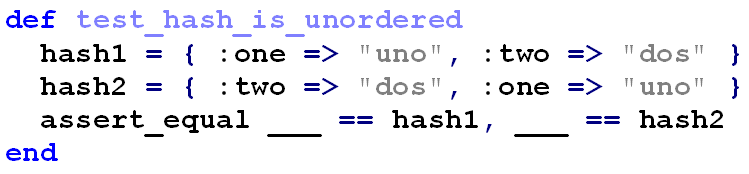 def test_hash_is_unordered
  hash1 = { :one => "uno", :two => "dos" }
  hash2 = { :two => "dos", :one => "uno" }
  assert_equal ___ == hash1, ___ == hash2
end